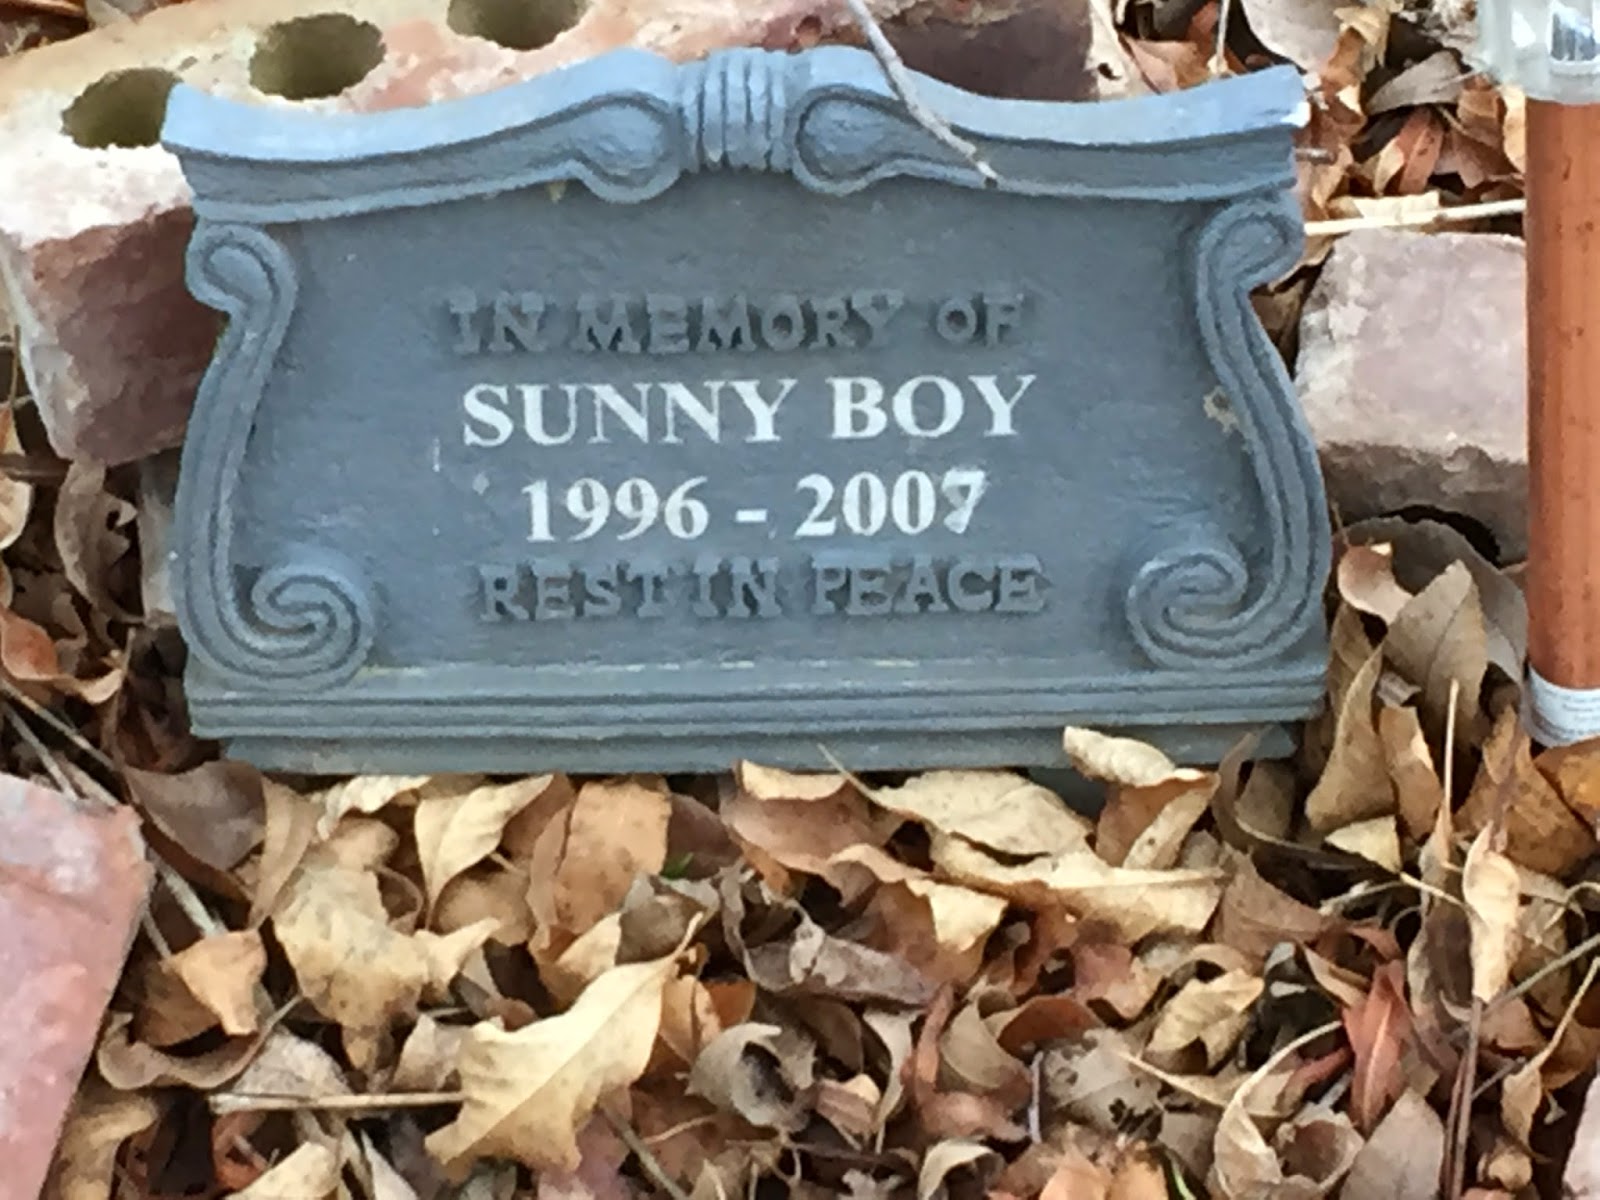 IN MEMORY OF
SUNNY BOY
1996 - 2007
REST IN PEACE